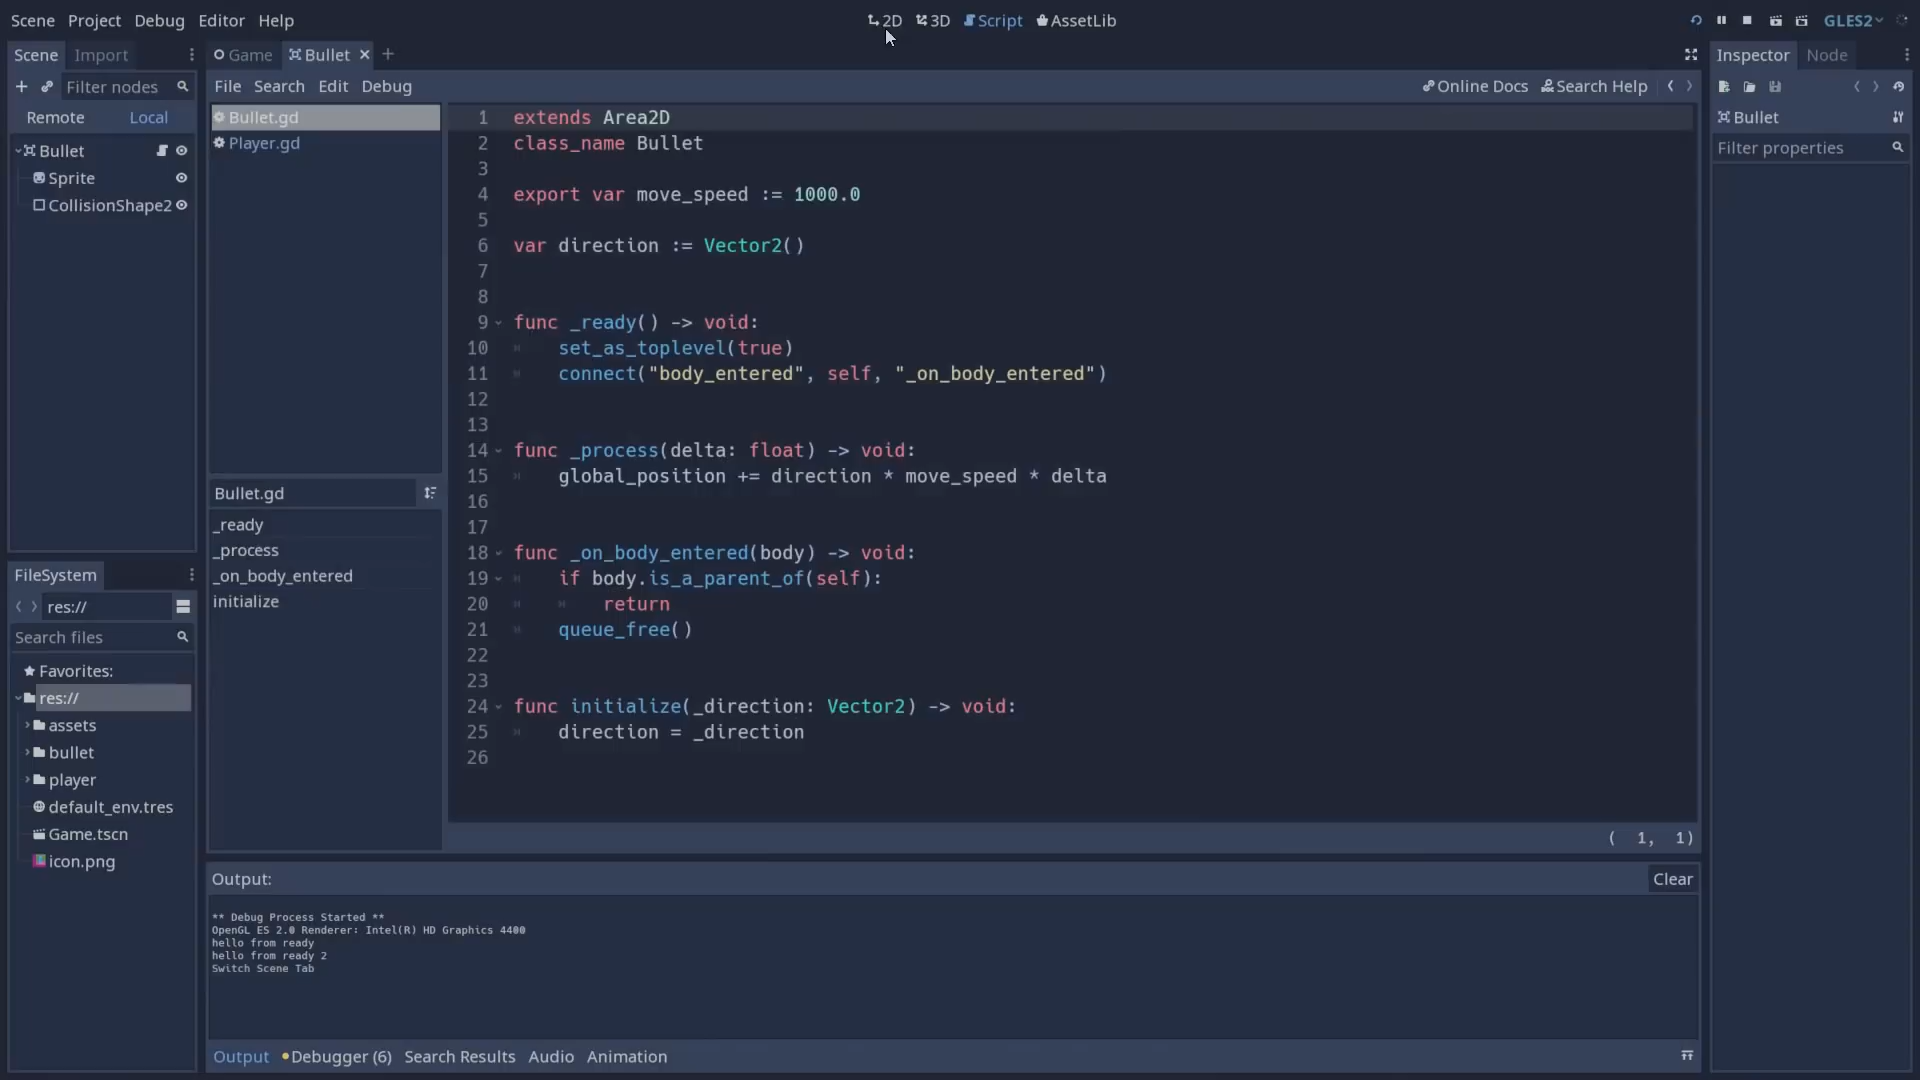 Scene Project Debug Editor Help
2D 3D Script AssetLib
GLES2
Scene Import
Game Bullet
Inspector Node
Filter nodes
File Search Edit Debug
Online Docs Search Help
Remote Local
Bullet
Filter properties
Bullet
Sprite
CollisionShape2
Bullet.gd
Player.gd
1 extends Area2D
2 class_name Bullet
3
4 export var move_speed := 1000.0
5
6 var direction := Vector2()
7
8
9 func _ready() -> void:
10 set_as_toplevel(true)
11 connect("body_entered", self, "_on_body_entered")
12
13
14 func _process(delta: float) -> void:
15 global_position += direction * move_speed * delta
16
17
18 func _on_body_entered(body) -> void:
19 if body.is_a_parent_of(self):
20 return
21 queue_free()
22
23
24 func initialize(_direction: Vector2) -> void:
25 direction = _direction
26
( 1, 1)
Bullet.gd
_ready
_process
_on_body_entered
initialize
FileSystem
res://
Search files
Favorites:
res://
assets
bullet
player
default_env.tres
Game.tscn
icon.png
Output:
Clear
** Debug Process Started **
OpenGL ES 2.0 Renderer: Intel(R) HD Graphics 4400
hello from ready
hello from ready 2
Switch Scene Tab
Output Debugger (6) Search Results Audio Animation